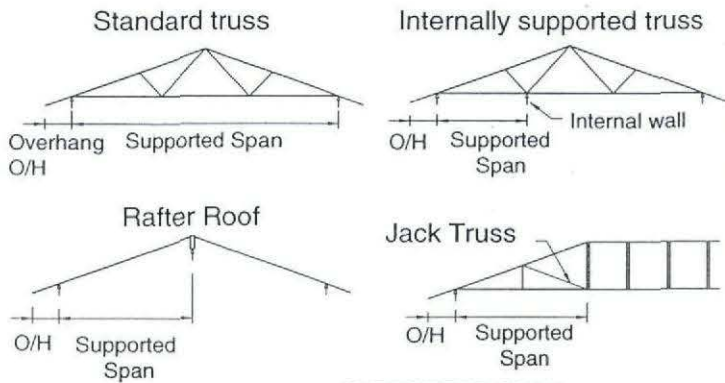 Standard truss
Internally supported truss
Overhang
O/H
Supported Span
O/H
Supported
Span
Internal wall
Rafter Roof
Jack Truss
O/H
Supported
Span
O/H
Supported
Span